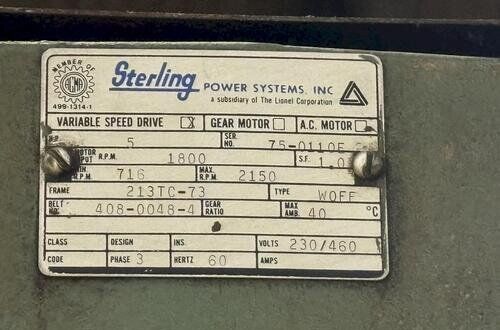 MEMBER OF
AGMA
499-1314-1
Sterling POWER SYSTEMS, INC
a subsidiary of The Lionel Corporation
VARIABLE SPEED DRIVE X GEAR MOTOR A.C. MOTOR
H.P. 5 SER. NO. 75-0110F
MOTOR R.P.M. 1800 S.F. 1.0
MIN. R.P.M. 716 MAX. R.P.M. 2150
FRAME 213TC-73 TYPE WOFF
BELT NO. 408-0048-4 GEAR RATIO MAX AMB. 40 °C
CLASS DESIGN INS. VOLTS 230/460
CODE PHASE 3 HERTZ 60 AMPS